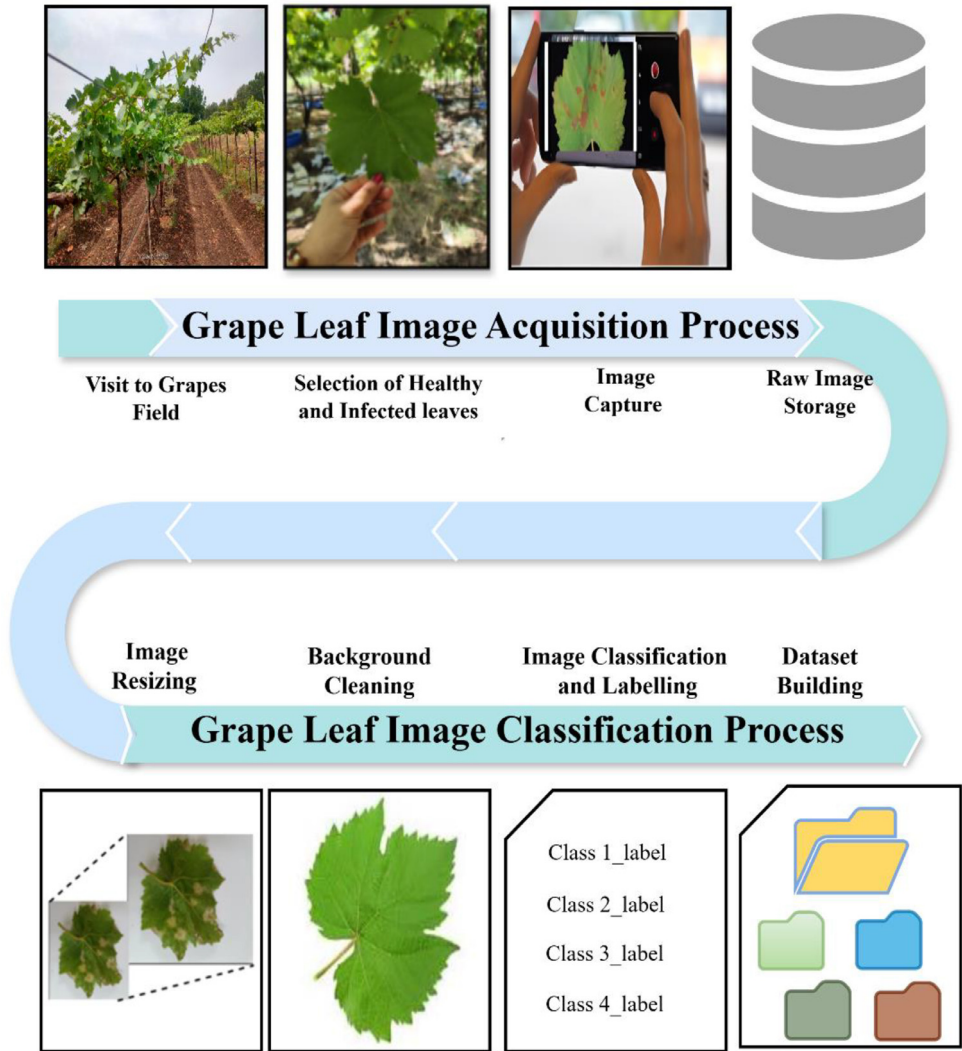 Grape Leaf Image Acquisition Process
Visit to Grapes
Field
Selection of Healthy
and Infected leaves
Image
Capture
Raw Image
Storage
Image
Resizing
Background
Cleaning
Image Classification
and Labelling
Dataset
Building
Grape Leaf Image Classification Process
Class 1_label
Class 2_label
Class 3_label
Class 4_label